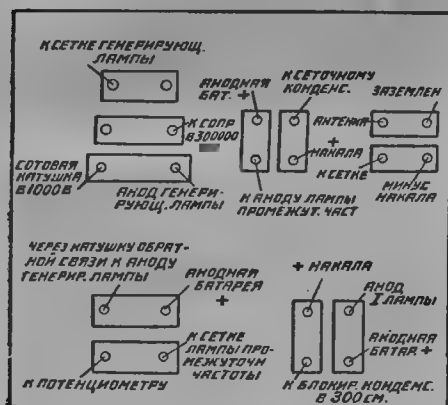 К СЕТКЕ ГЕНЕРИРУЮЩ.
ЛАМПЫ
К СОПР
В 300000
СОТОВАЯ
КАТУШКА
В 1000 В
АНОД ГЕНЕРИ-
РУЮЩ. ЛАМПЫ
АНОДНАЯ
БАТ. +
К СЕТОЧНОМУ
КОНДЕНС.
+
НАКАЛА
К АНОДУ ЛАМПЫ
ПРОМЕЖУТ. ЧАСТ
ЗАЗЕМЛЕН
АНТЕННА
К СЕТКЕ
МИНУС
НАКАЛА
ЧЕРЕЗ КАТУШКУ ОБРАТ-
НОЙ СВЯЗИ К АНОДУ
ГЕНЕРИР. ЛАМПЫ
АНОДНАЯ
БАТАРЕЯ
+
К ПОТЕНЦИОМЕТРУ
К СЕТКЕ
ЛАМПЫ ПРО-
МЕЖУТОЧН
ЧАСТОТЫ
+ НАКАЛА
АНОД
I ЛАМПЫ
АНОДНАЯ
БАТАР. +
К БЛОКИР. КОНДЕНС.
В 300 СМ.